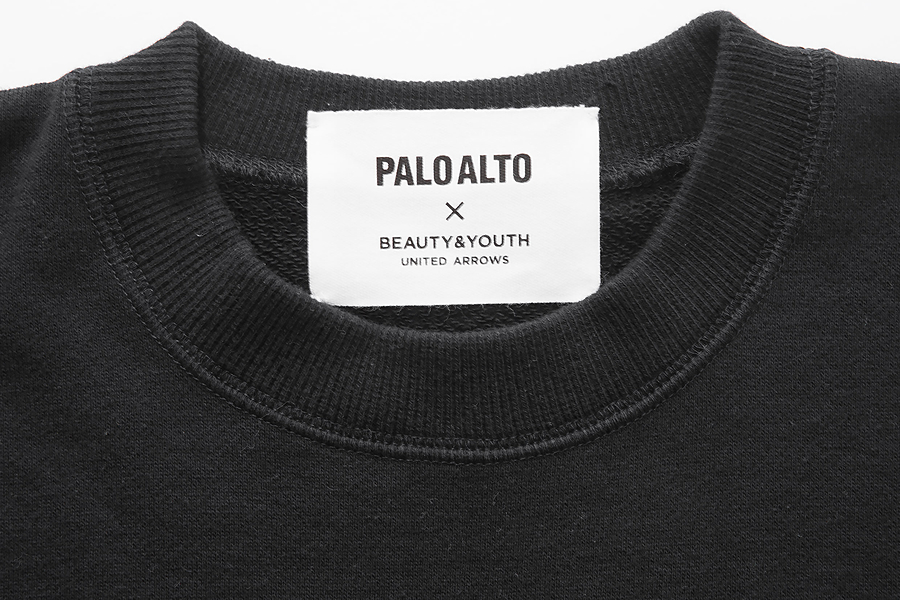 PALO ALTO
×
BEAUTY&YOUTH
UNITED ARROWS